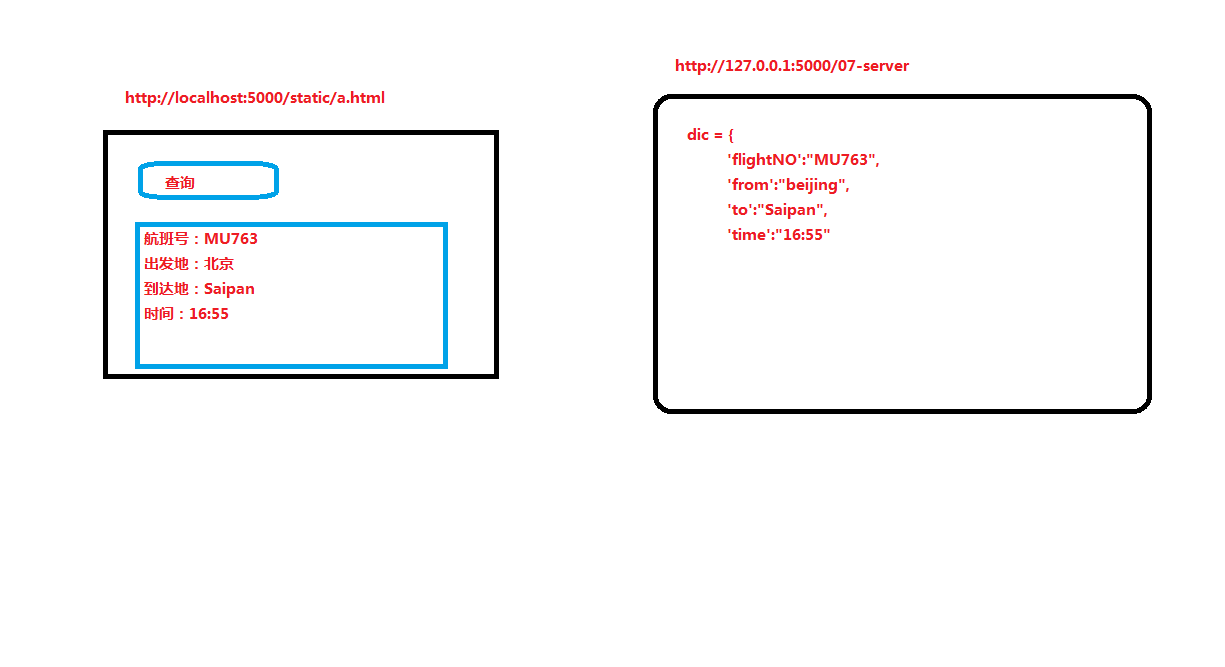 http://localhost:5000/static/a.html
查询
航班号：MU763
出发地：北京
到达地：Saipan
时间：16:55
http://127.0.0.1:5000/07-server
dic = {
'flightNO':"MU763",
'from':"beijing",
'to':"Saipan",
'time':"16:55"